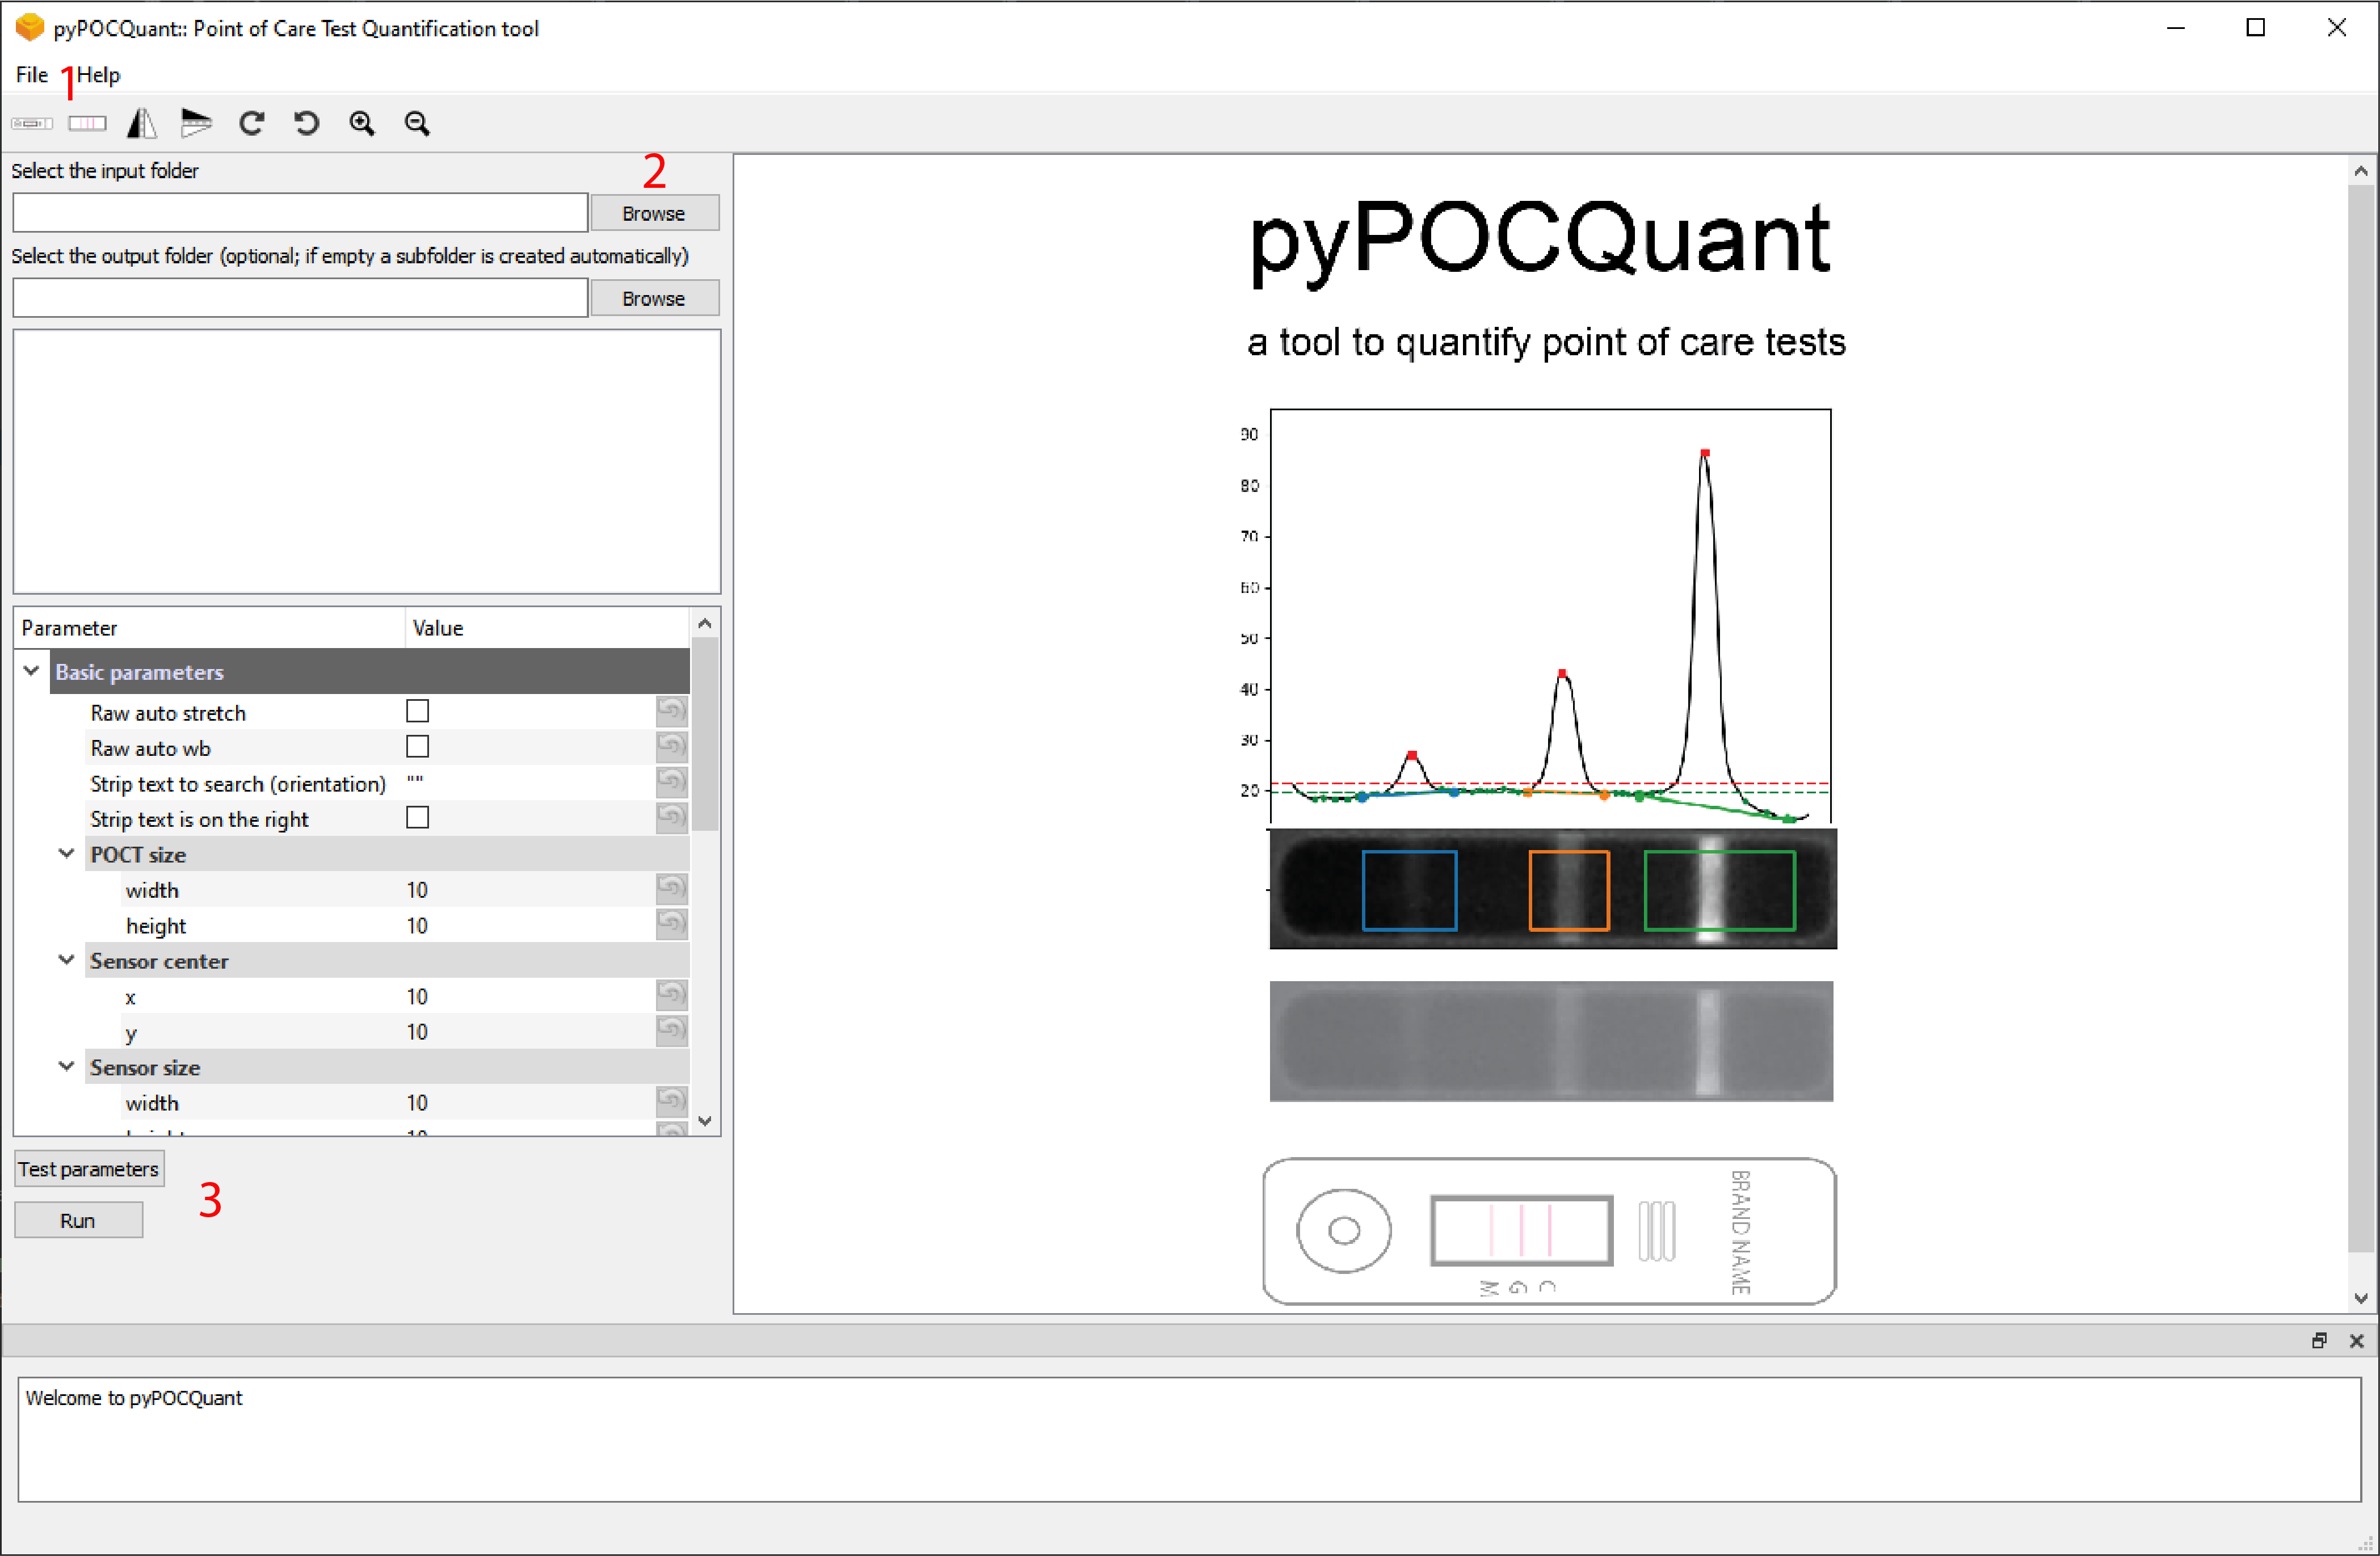 pyPOCQuant:: Point of Care Test Quantification tool
File 1 Help
Select the input folder
2
Browse
Select the output folder (optional; if empty a subfolder is created automatically)
Browse
Parameter Value
Basic parameters
Raw auto stretch
Raw auto wb
Strip text to search (orientation) ""
Strip text is on the right
POCT size
width 10
height 10
Sensor center
x 10
y 10
Sensor size
width 10
Test parameters
3
Run
pyPOCQuant
a tool to quantify point of care tests
90
80
70
60
50
40
30
20
BRAND NAME
M G C
Welcome to pyPOCQuant